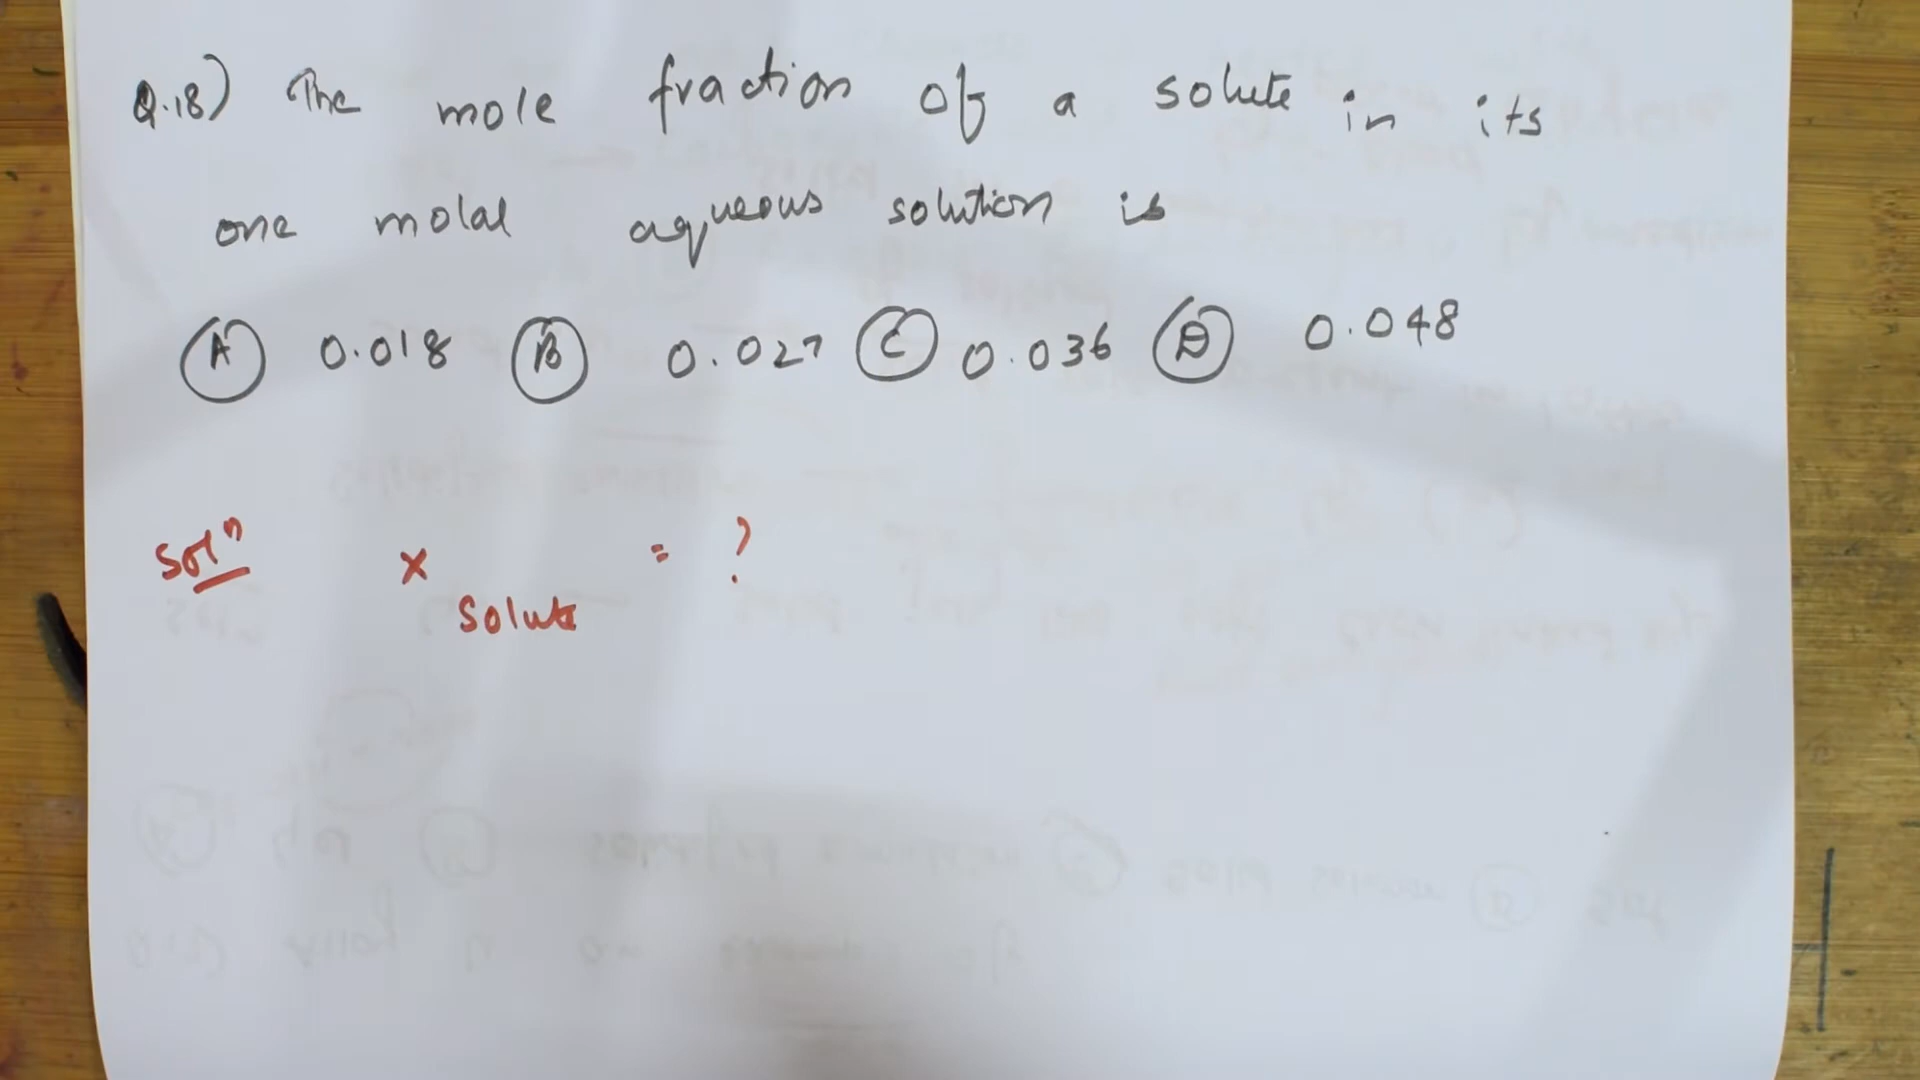 Q.18) The mole fraction of a solute in its
one molal aqueous solution is
(A) 0.018 (B) 0.027 (C) 0.036 (D) 0.048
Solⁿ x solute = ?